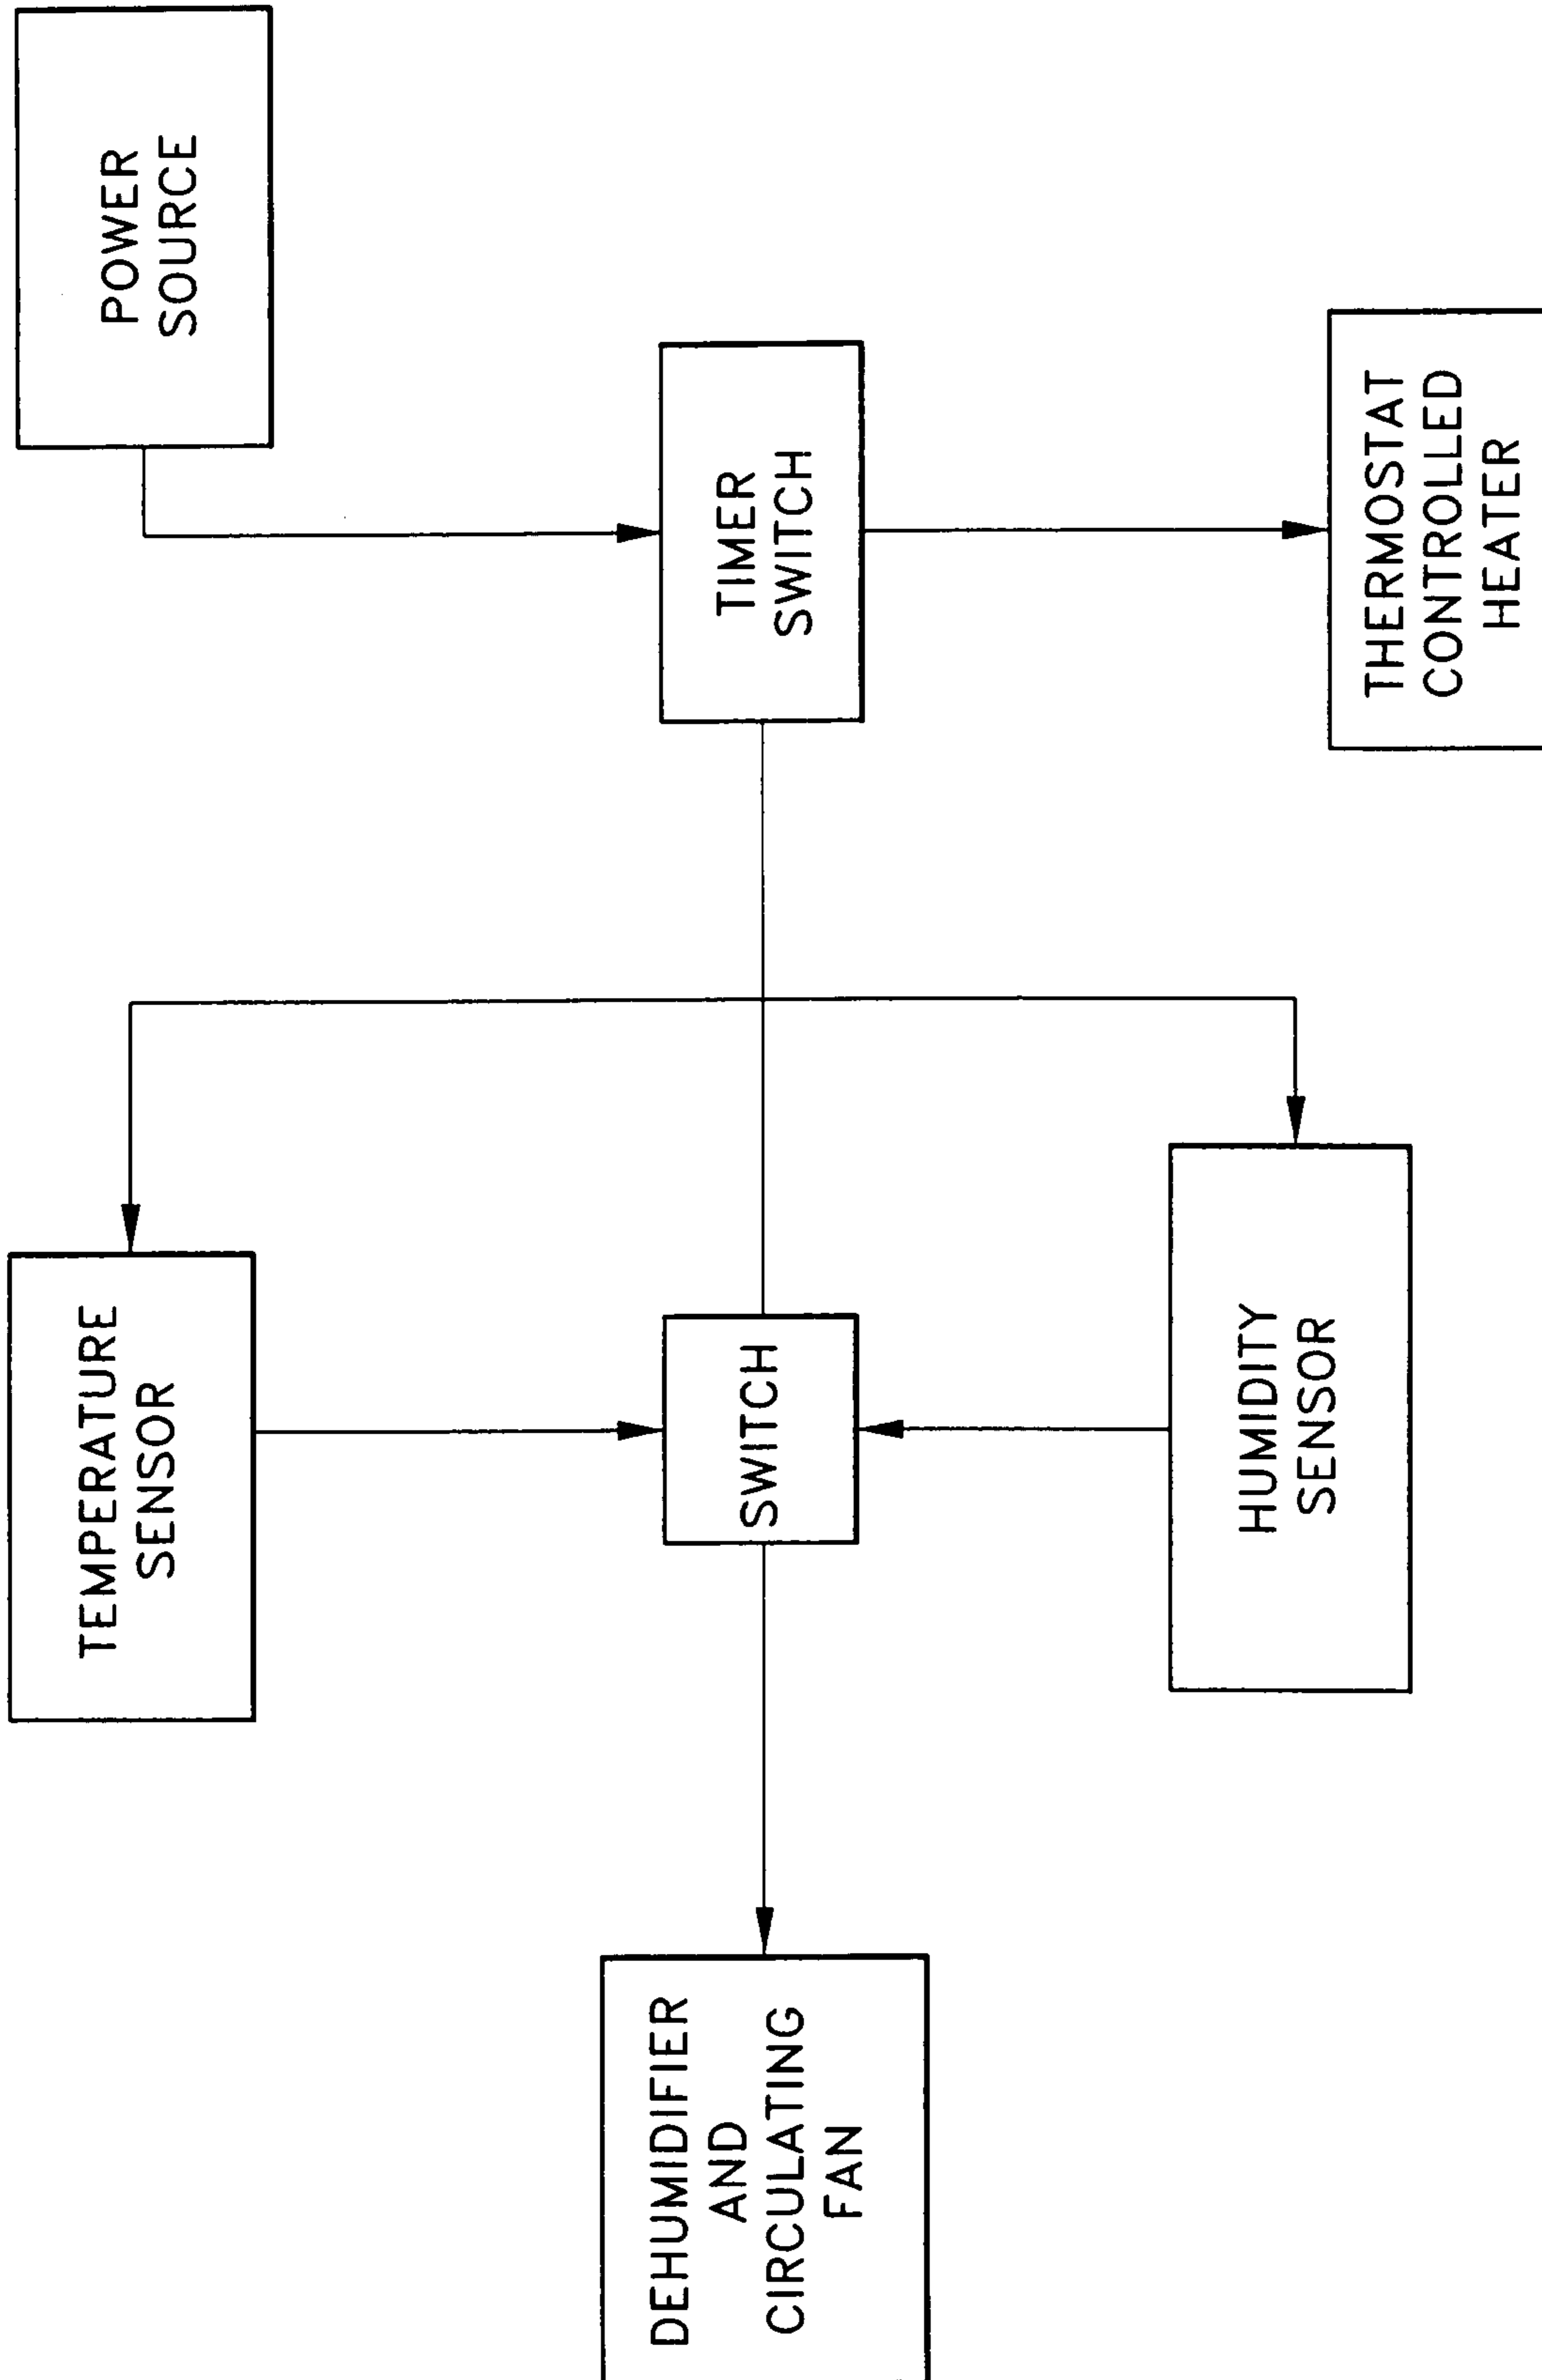 POWER
SOURCE
TIMER
SWITCH
THERMOSTAT
CONTROLLED
HEATER
TEMPERATURE
SENSOR
SWITCH
HUMIDITY
SENSOR
DEHUMIDIFIER
AND
CIRCULATING
FAN